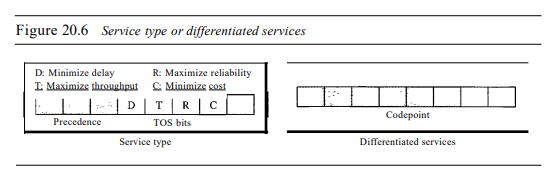 Figure 20.6 Service type or differentiated services
D: Minimize delay R: Maximize reliability
T: Maximize throughput C: Minimize cost
D T R C
Precedence TOS bits
Service type
Codepoint
Differentiated services